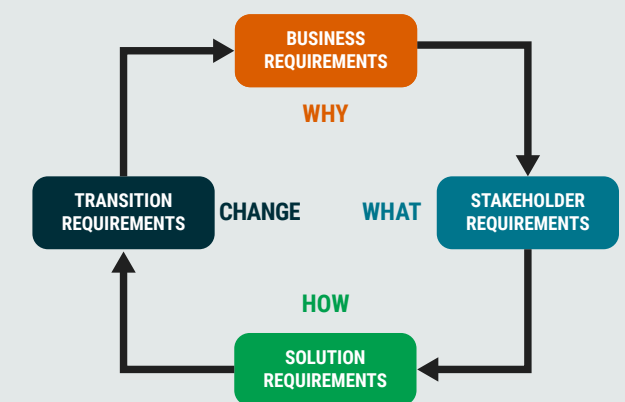 BUSINESS
REQUIREMENTS
WHY
TRANSITION
REQUIREMENTS
CHANGE
WHAT
STAKEHOLDER
REQUIREMENTS
HOW
SOLUTION
REQUIREMENTS